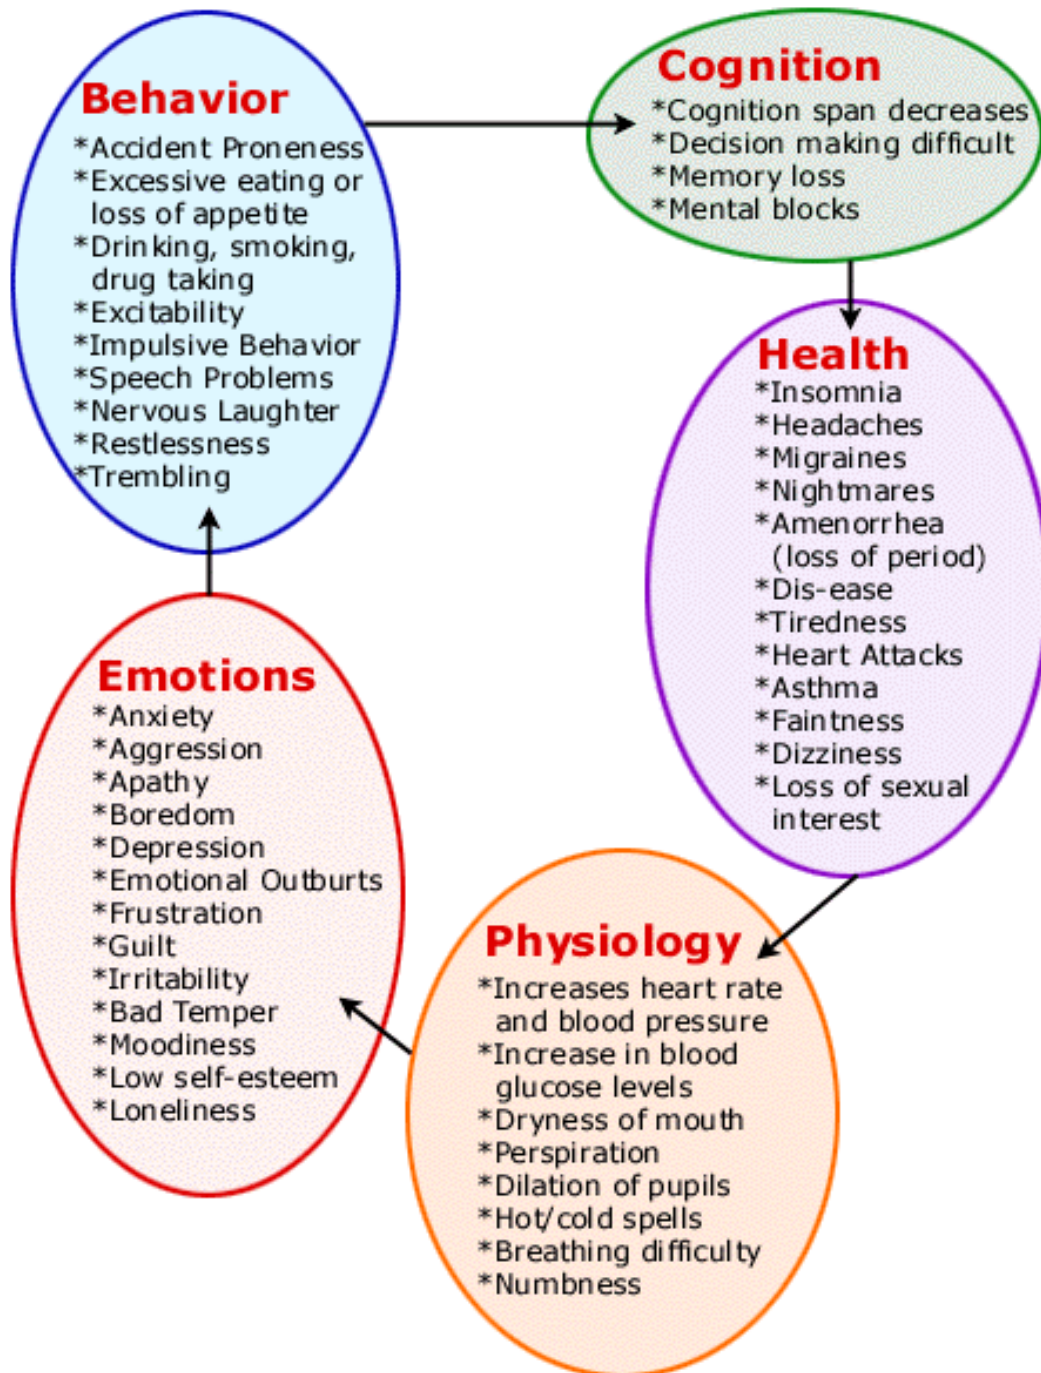 Behavior
*Accident Proneness
*Excessive eating or
loss of appetite
*Drinking, smoking,
drug taking
*Excitability
*Impulsive Behavior
*Speech Problems
*Nervous Laughter
*Restlessness
*Trembling
Cognition
*Cognition span decreases
*Decision making difficult
*Memory loss
*Mental blocks
Health
*Insomnia
*Headaches
*Migraines
*Nightmares
*Amenorrhea
(loss of period)
*Dis-ease
*Tiredness
*Heart Attacks
*Asthma
*Faintness
*Dizziness
*Loss of sexual
interest
Physiology
*Increases heart rate
and blood pressure
*Increase in blood
glucose levels
*Dryness of mouth
*Perspiration
*Dilation of pupils
*Hot/cold spells
*Breathing difficulty
*Numbness
Emotions
*Anxiety
*Aggression
*Apathy
*Boredom
*Depression
*Emotional Outburts
*Frustration
*Guilt
*Irritability
*Bad Temper
*Moodiness
*Low self-esteem
*Loneliness